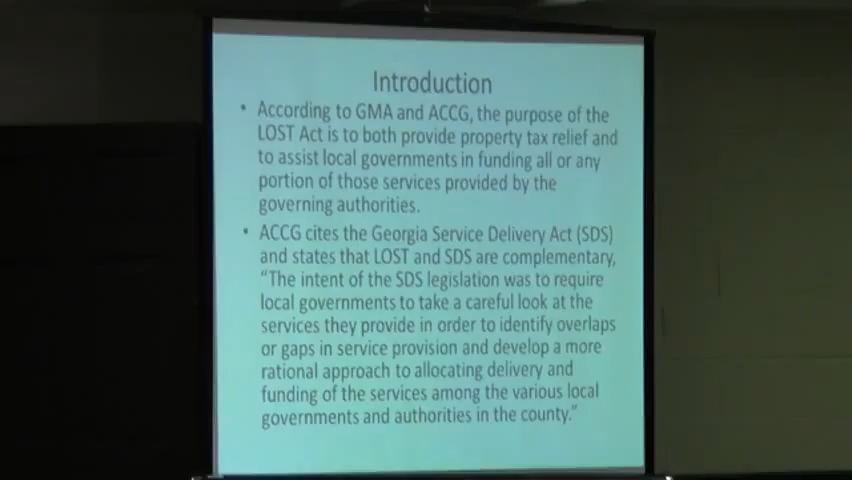 Introduction
• According to GMA and ACCG, the purpose of the
LOST Act is to both provide property tax relief and
to assist local governments in funding all or any
portion of those services provided by the
governing authorities.
• ACCG cites the Georgia Service Delivery Act (SDS)
and states that LOST and SDS are complementary,
“The intent of the SDS legislation was to require
local governments to take a careful look at the
services they provide in order to identify overlaps
or gaps in service provision and develop a more
rational approach to allocating delivery and
funding of the services among the various local
governments and authorities in the county.”